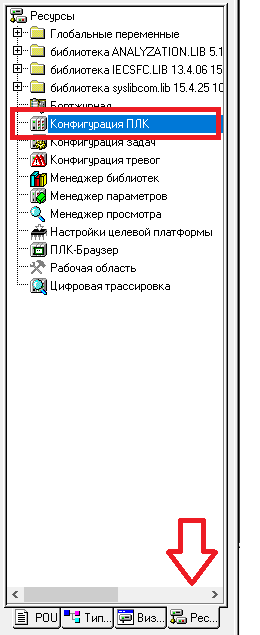 Ресурсы
Глобальные переменные
библиотека ANALYZATION.LIB 5.1
библиотека IECSFC.LIB 13.4.06 15
библиотека syslibcom.lib 15.4.25 10
Бортжурнал
Конфигурация ПЛК
Конфигурация задач
Конфигурация тревог
Менеджер библиотек
Менеджер параметров
Менеджер просмотра
Настройки целевой платформы
ПЛК-Браузер
Рабочая область
Цифровая трассировка
POU Тип... Виз... Рес...